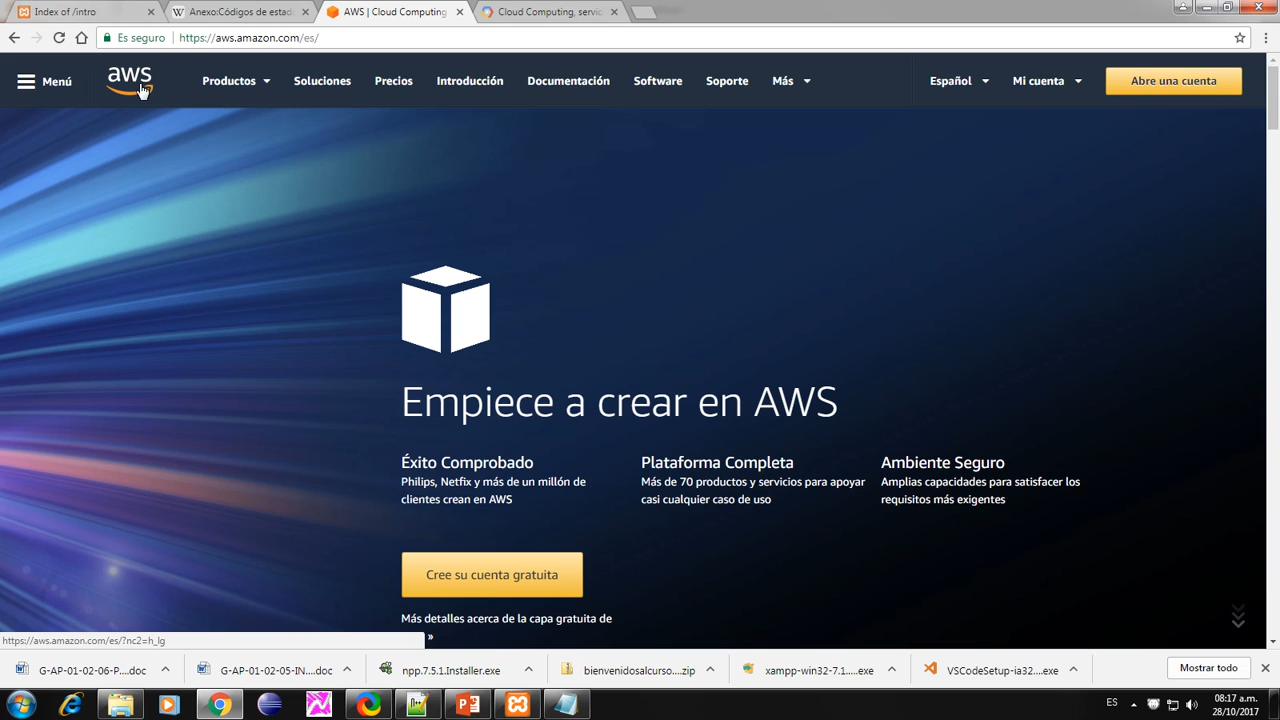 Index of /intro
Anexo:Códigos de estad
AWS | Cloud Computing
Cloud Computing, servic
Es seguro
https://aws.amazon.com/es/
Menú
aws
Productos
Soluciones
Precios
Introducción
Documentación
Software
Soporte
Más
Español
Mi cuenta
Abre una cuenta
Empiece a crear en AWS
Éxito Comprobado
Philips, Netfix y más de un millón de
clientes crean en AWS
Plataforma Completa
Más de 70 productos y servicios para apoyar
casi cualquier caso de uso
Ambiente Seguro
Amplias capacidades para satisfacer los
requisitos más exigentes
Cree su cuenta gratuita
Más detalles acerca de la capa gratuita de
»
https://aws.amazon.com/es/?nc2=h_lg
G-AP-01-02-06-P....doc
G-AP-01-02-05-IN....doc
npp.7.5.1.Installer.exe
bienvenidosalcurso....zip
xampp-win32-7.1.....exe
VSCodeSetup-ia32....exe
Mostrar todo
ES
08:17 a.m.
28/10/2017